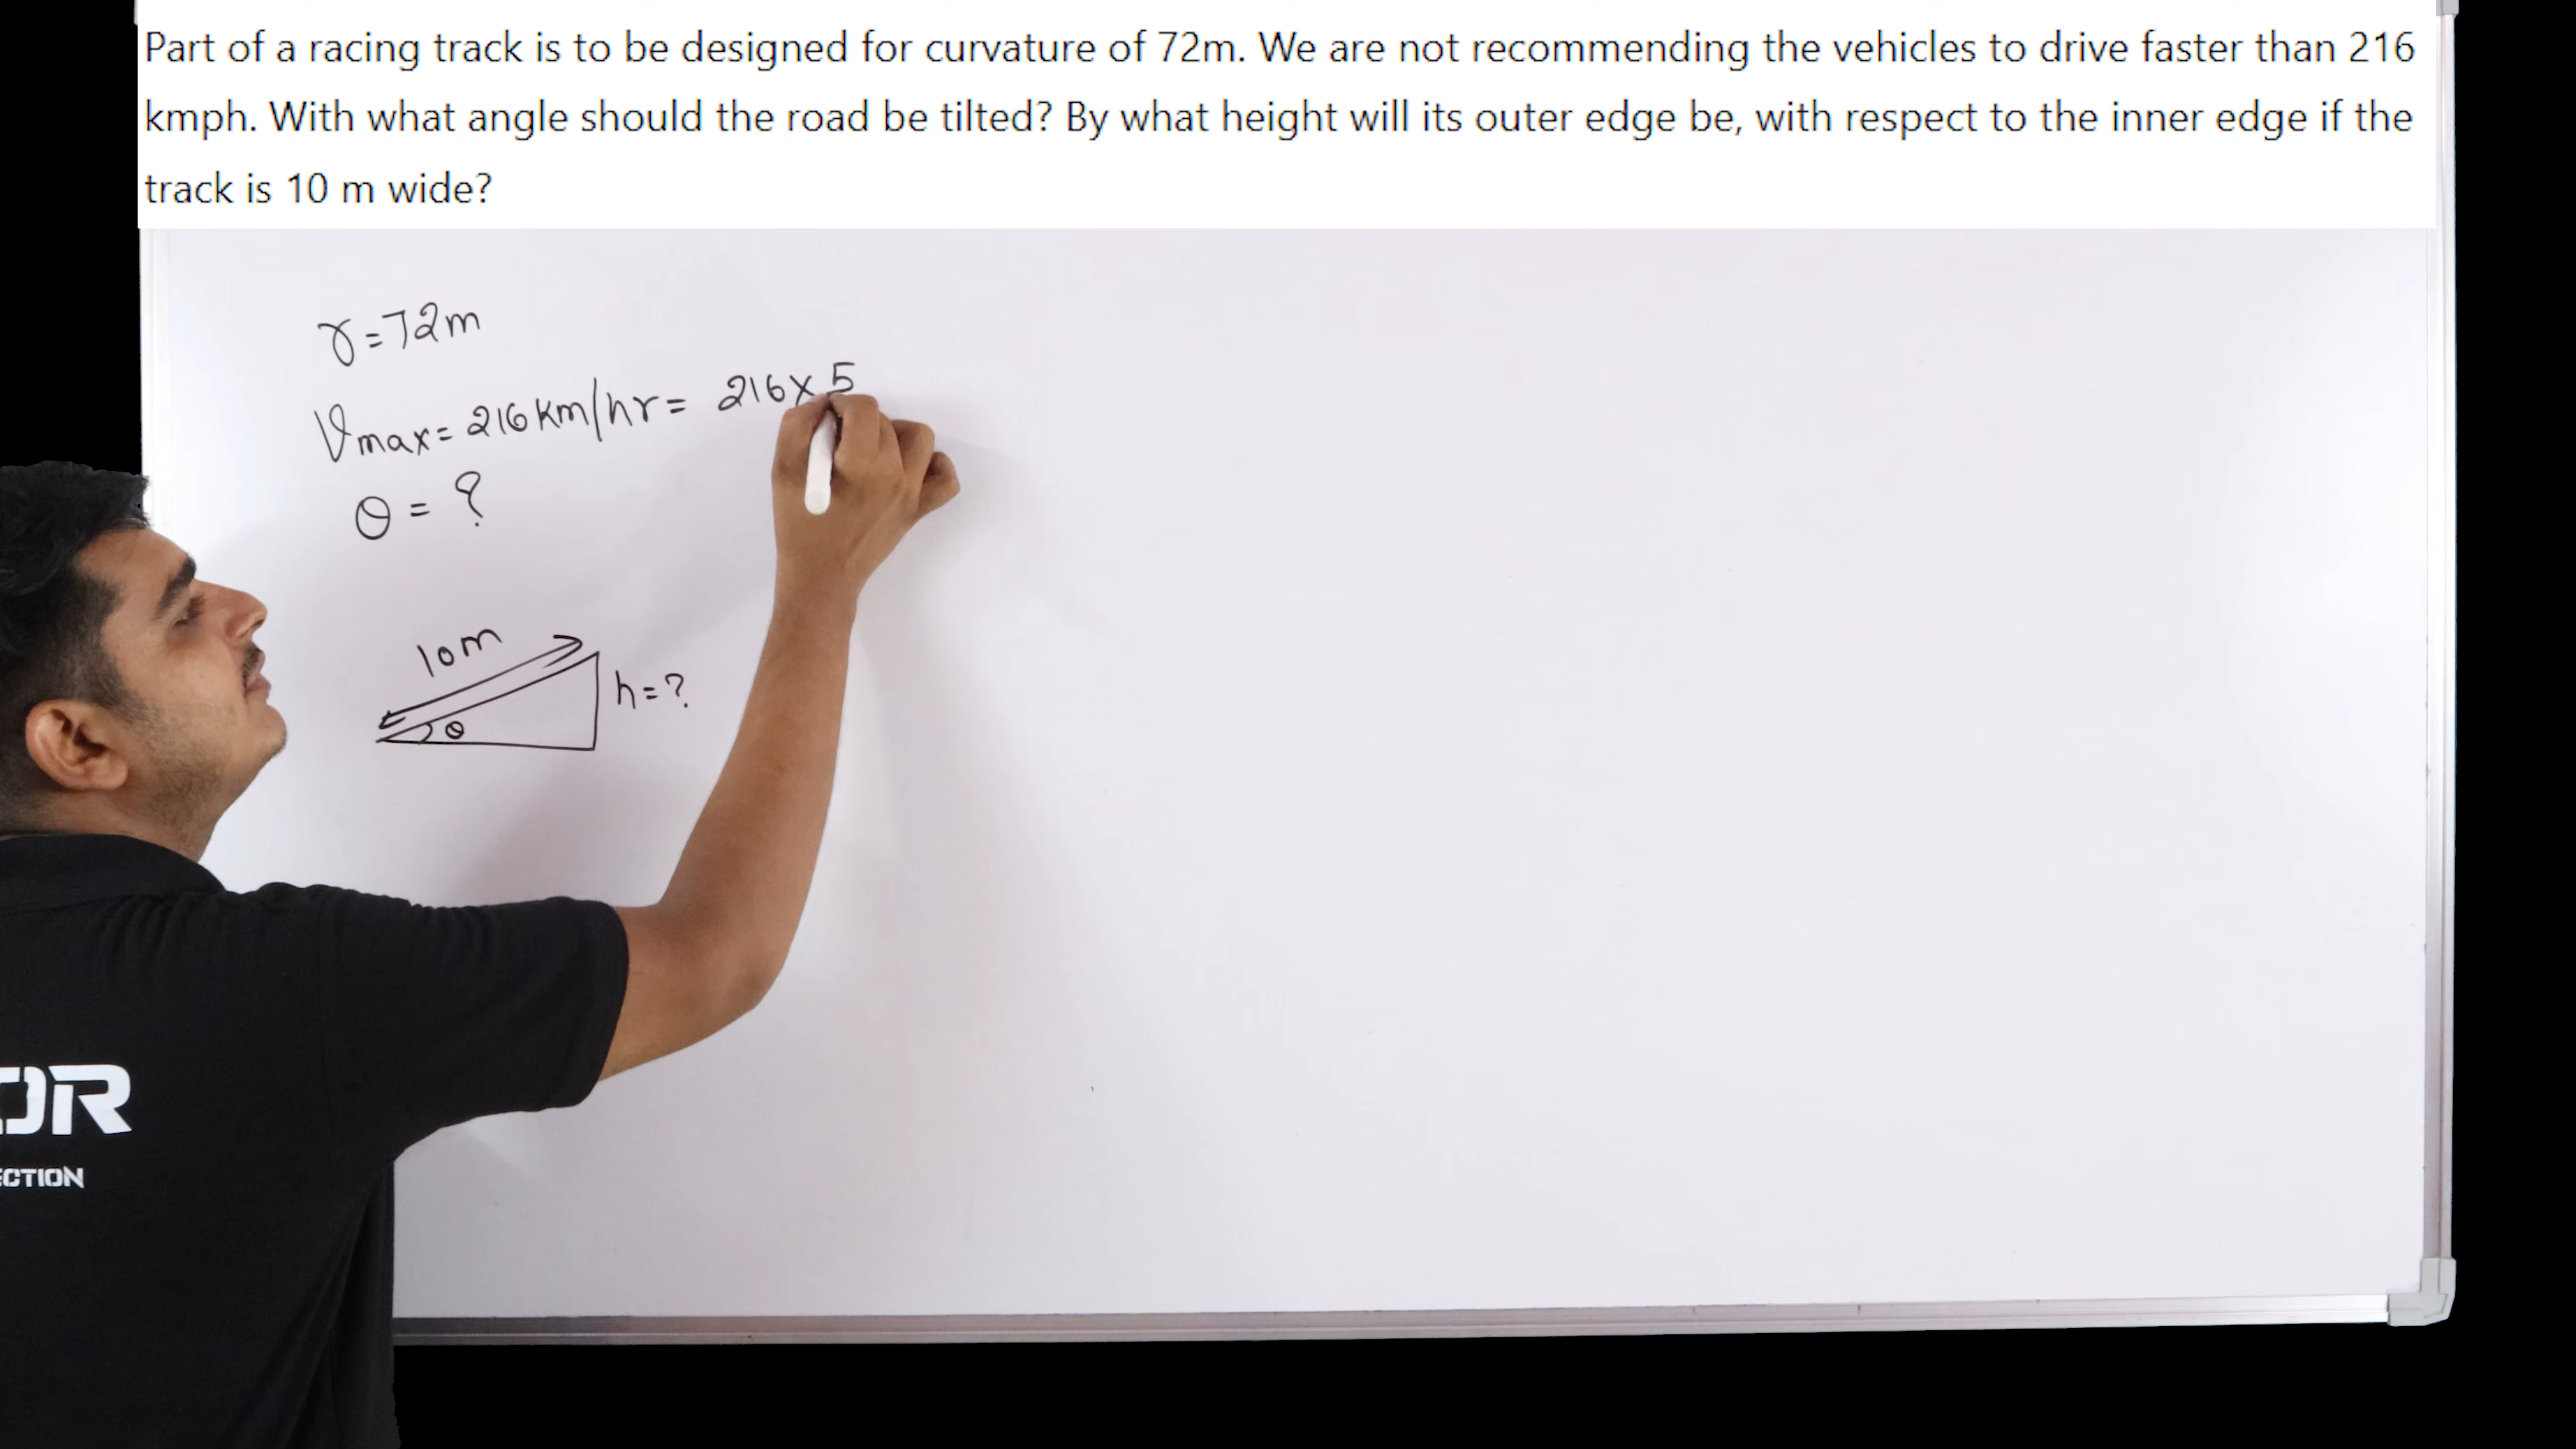 Part of a racing track is to be designed for curvature of 72m. We are not recommending the vehicles to drive faster than 216
kmph. With what angle should the road be tilted? By what height will its outer edge be, with respect to the inner edge if the
track is 10 m wide?
r=72m
Vmax=216km/hr= 216×5
θ = ?
10m
h=?
θ
OR
ECTION